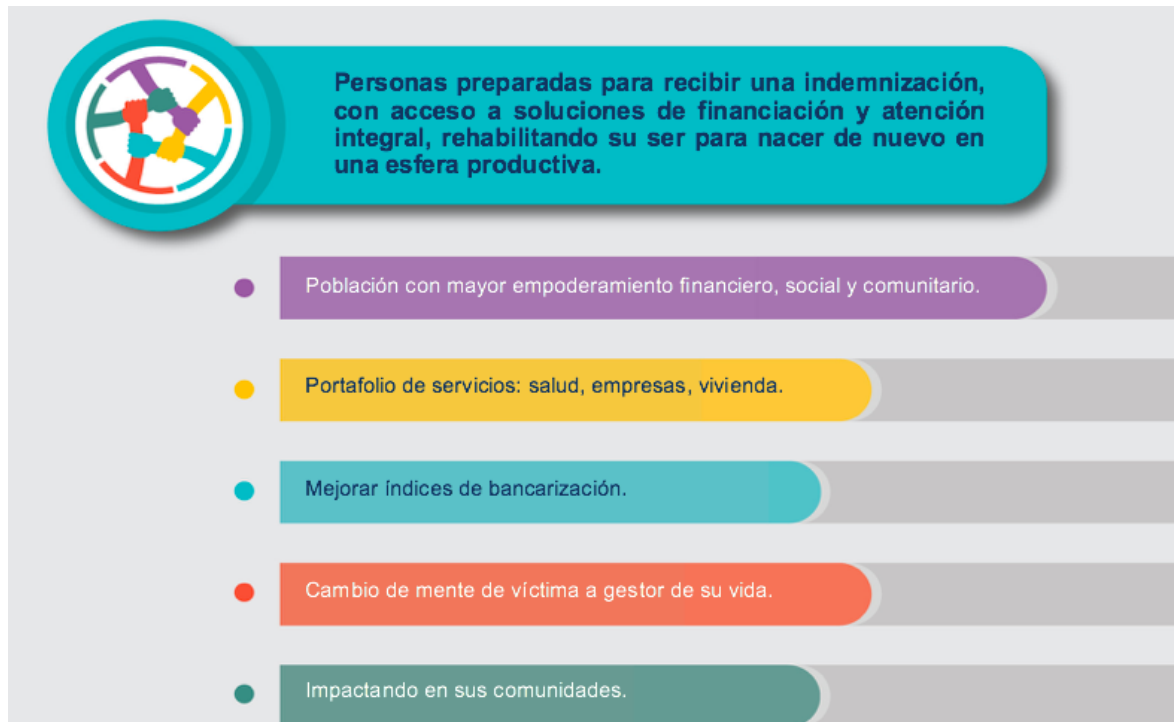 Personas preparadas para recibir una indemnización,
con acceso a soluciones de financiación y atención
integral, rehabilitando su ser para nacer de nuevo en
una esfera productiva.
Población con mayor empoderamiento financiero, social y comunitario.
Portafolio de servicios: salud, empresas, vivienda.
Mejorar índices de bancarización.
Cambio de mente de víctima a gestor de su vida.
Impactando en sus comunidades.